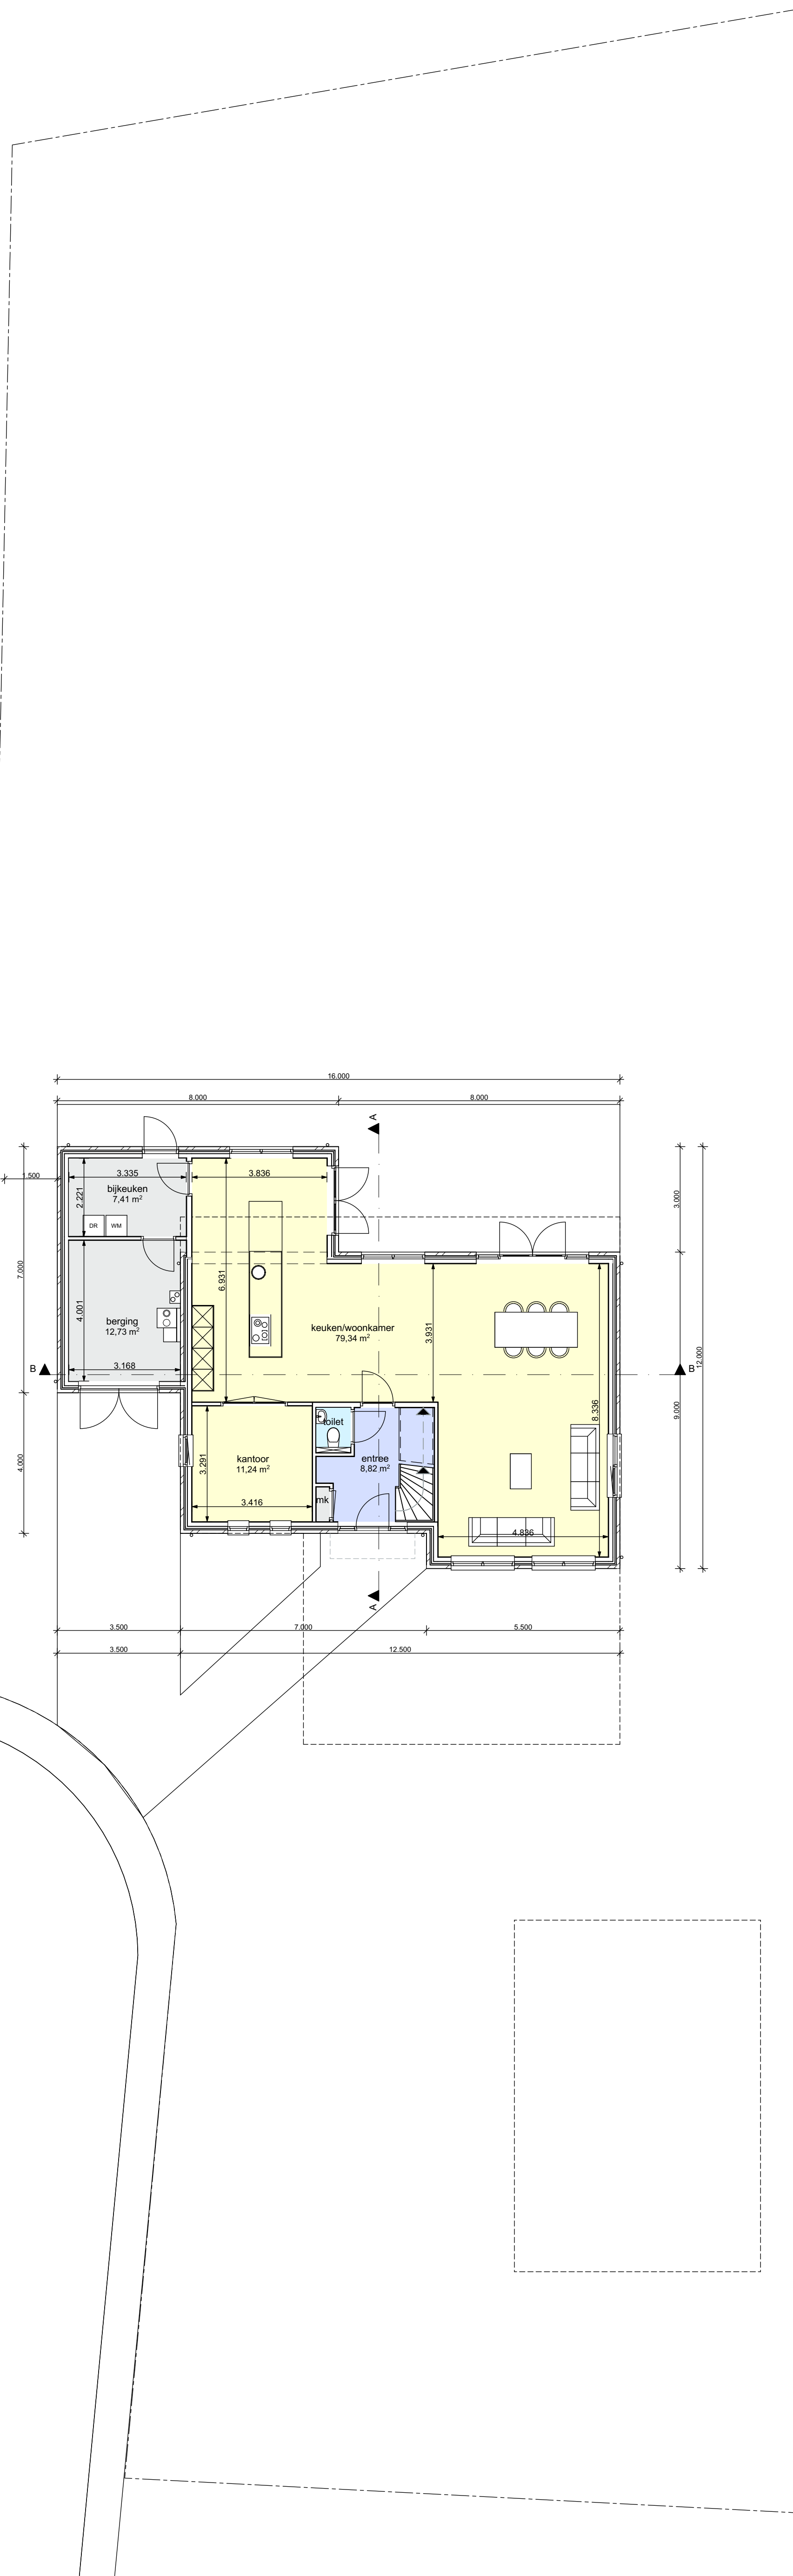 16.000
8.000
8.000
A
1.500
3.335
bijkeuken
7,41 m²
2.221
3.836
3.000
DR
WM
7.000
6.931
4.001
berging
12,73 m²
keuken/woonkamer
79,34 m²
3.931
12.000
3.168
B
B
9.000
8.336
toilet
4.000
3.291
kantoor
11,24 m²
entree
8,82 m²
3.416
mk
4.836
A
3.500
7.000
5.500
3.500
12.500